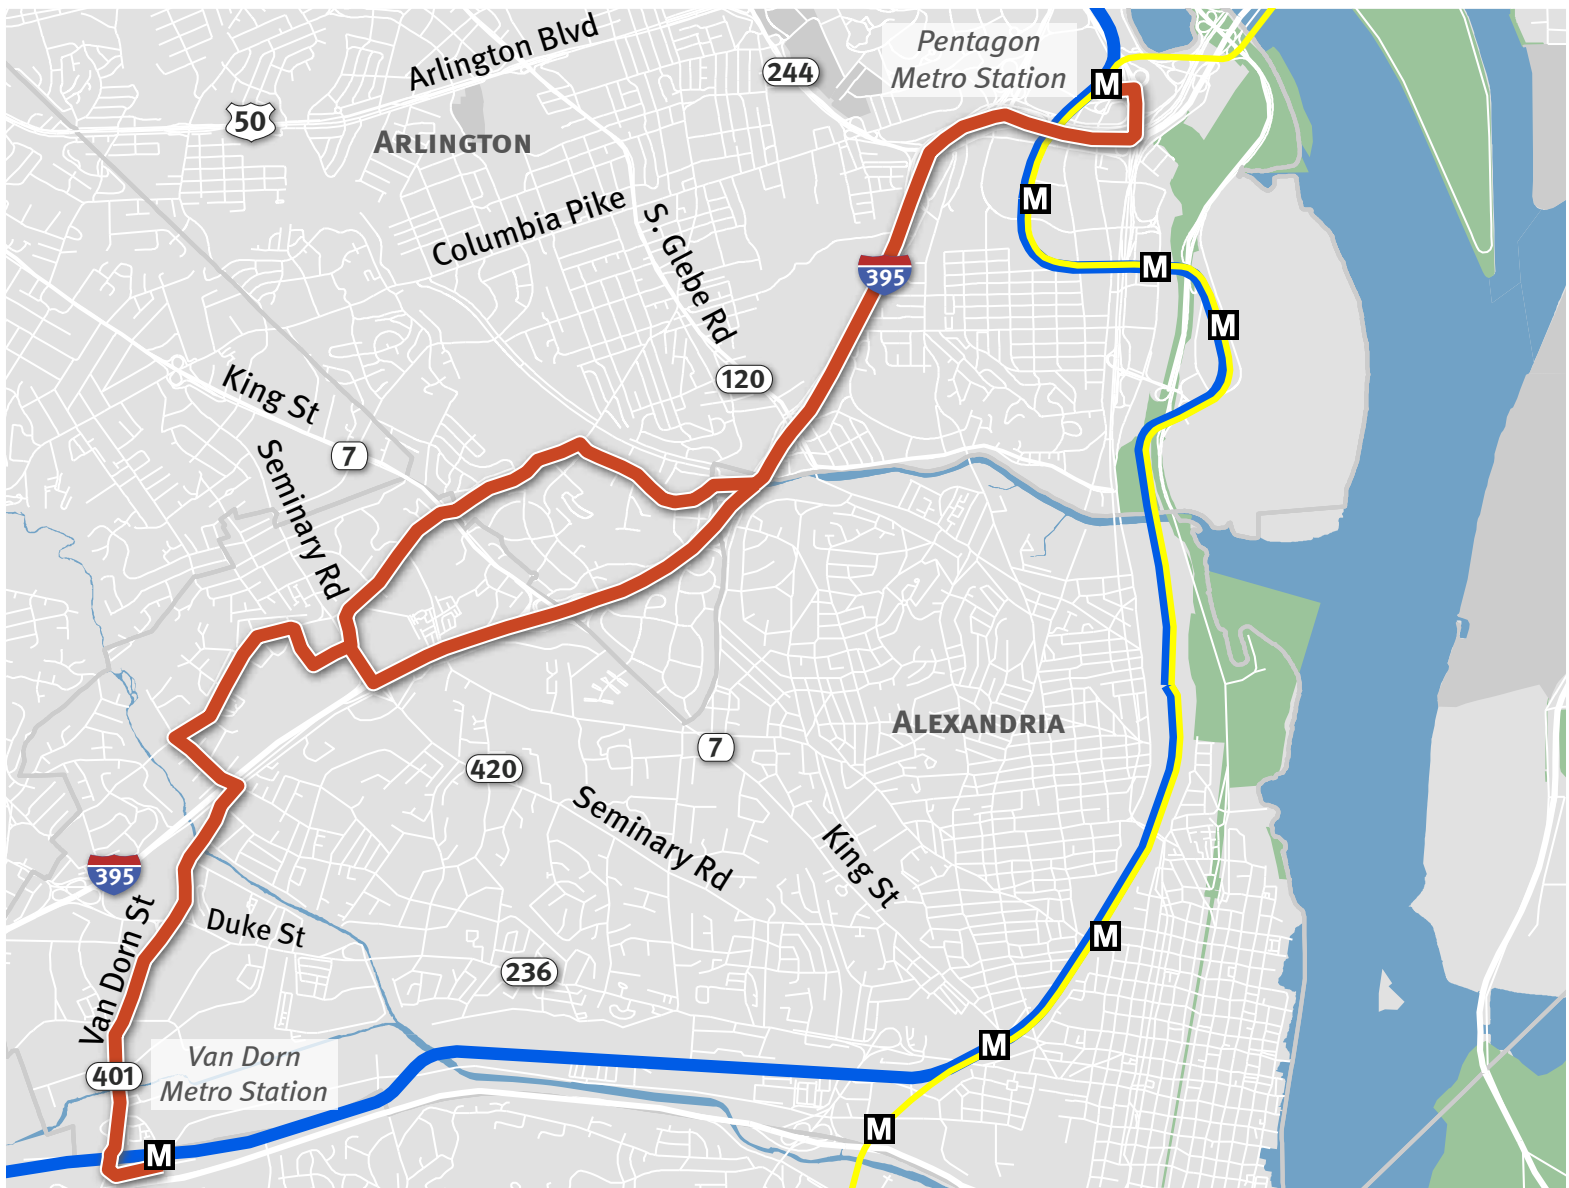 Arlington Blvd
Pentagon
Metro Station
244
M
50
ARLINGTON
Columbia Pike
S. Glebe Rd
M
395
M
M
120
King St
7
Seminary Rd
ALEXANDRIA
7
420
Seminary Rd
King St
395
Van Dorn St
Duke St
M
236
Van Dorn
Metro Station
401
M
M
M